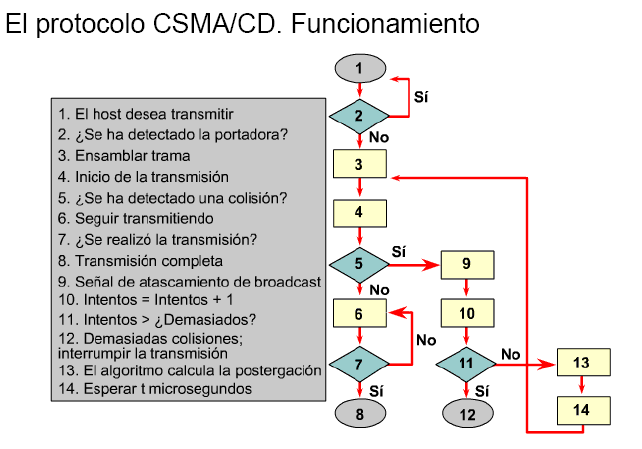 El protocolo CSMA/CD. Funcionamiento
1. El host desea transmitir
2. ¿Se ha detectado la portadora?
3. Ensamblar trama
4. Inicio de la transmisión
5. ¿Se ha detectado una colisión?
6. Seguir transmitiendo
7. ¿Se realizó la transmisión?
8. Transmisión completa
9. Señal de atascamiento de broadcast
10. Intentos = Intentos + 1
11. Intentos > ¿Demasiados?
12. Demasiadas colisiones;
interrumpir la transmisión
13. El algoritmo calcula la postergación
14. Esperar t microsegundos
1
Sí
2
No
3
4
5
Sí
9
No
6
10
No
7
11
No
13
Sí
Sí
8
12
14